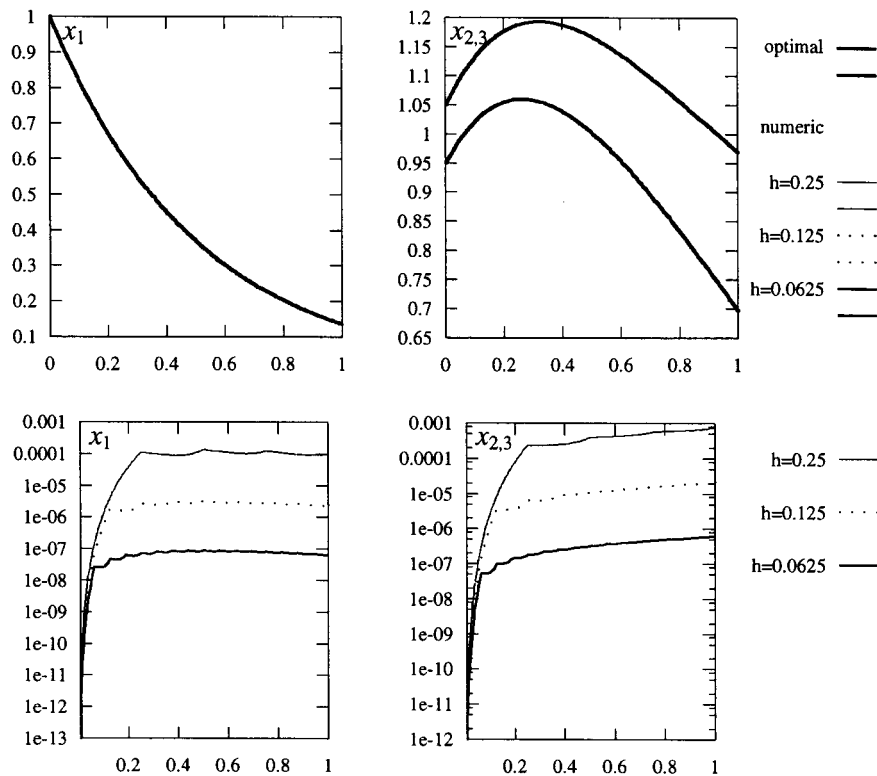 x1
1
0.9
0.8
0.7
0.6
0.5
0.4
0.3
0.2
0.1
0 0.2 0.4 0.6 0.8 1
x2,3
1.2
1.15
1.1
1.05
1
0.95
0.9
0.85
0.8
0.75
0.7
0.65
0 0.2 0.4 0.6 0.8 1
optimal
numeric
h=0.25
h=0.125
h=0.0625
x1
0.001
0.0001
1e-05
1e-06
1e-07
1e-08
1e-09
1e-10
1e-11
1e-12
1e-13
0.2 0.4 0.6 0.8 1
x2,3
0.001
0.0001
1e-05
1e-06
1e-07
1e-08
1e-09
1e-10
1e-11
1e-12
0.2 0.4 0.6 0.8 1
h=0.25
h=0.125
h=0.0625